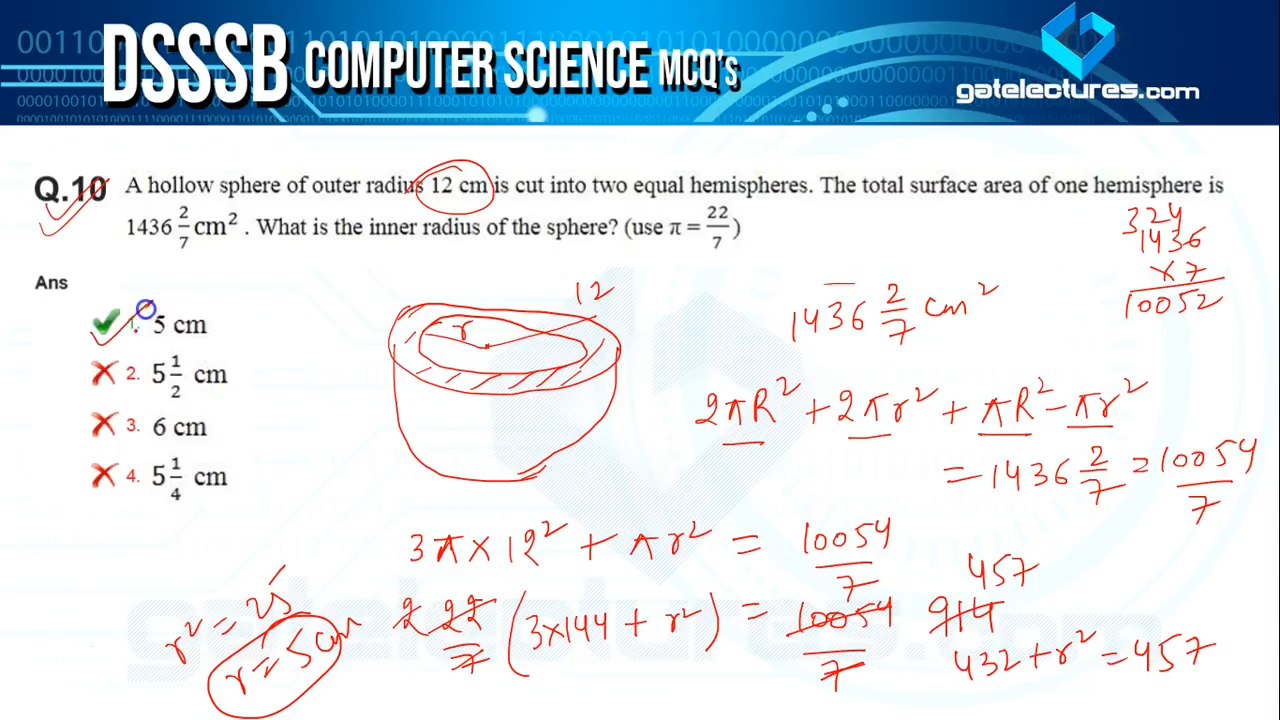 DSSSB COMPUTER SCIENCE MCQ's
gatelectures.com
Q.10 A hollow sphere of outer radius 12 cm is cut into two equal hemispheres. The total surface area of one hemisphere is
1436 2/7 cm². What is the inner radius of the sphere? (use π = 22/7)
Ans
1. 5 cm
2. 5 1/2 cm
3. 6 cm
4. 5 1/4 cm
12
r
324
1436
×7
10052
1436 2/7 cm²
2πR² + 2πr² + πR² - πr²
= 1436 2/7 = 10054/7
3π × 12² + πr² = 10054/7
2 22/7 (3×144 + r²) = 10054/7 914 457
432 + r² = 457
r² = 25
r = 5cm
gatelectures.com